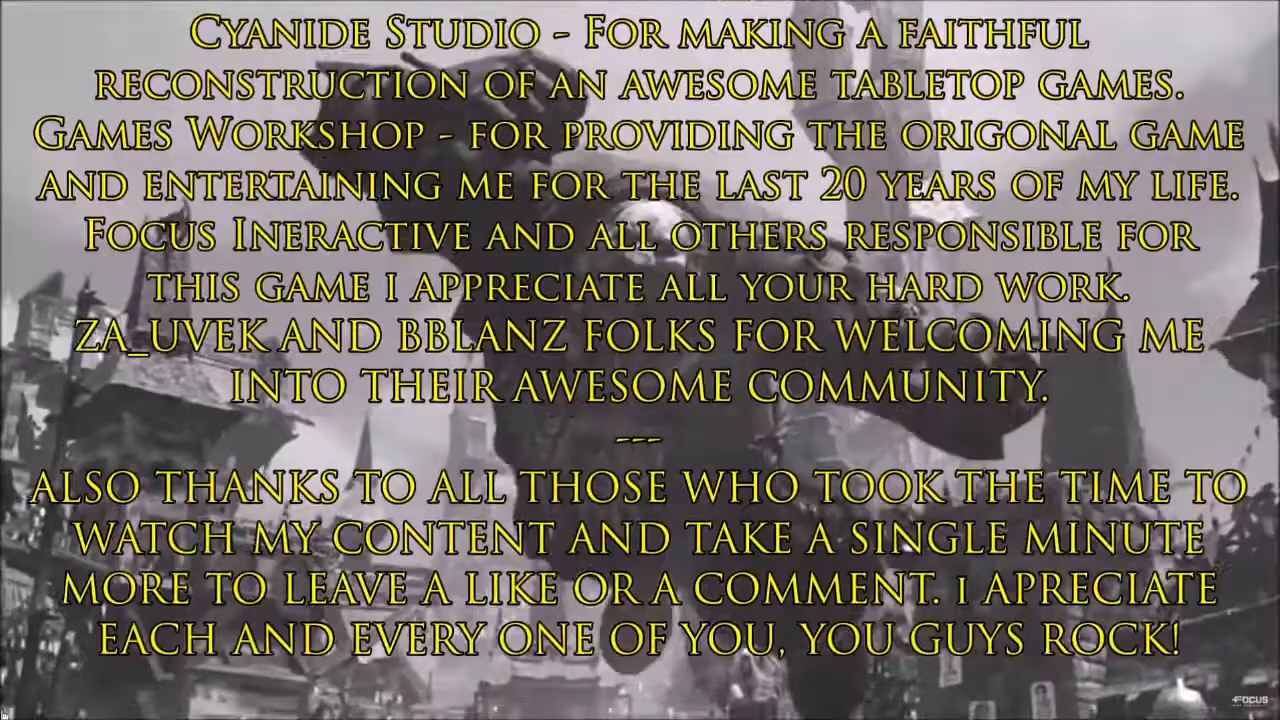 Cyanide Studio - For making a faithful
reconstruction of an awesome tabletop games.
Games Workshop - for providing the origonal game
and entertaining me for the last 20 years of my life.
Focus Ineractive and all others responsible for
this game i appreciate all your hard work.
ZA_UVEK AND BBLANZ FOLKS FOR WELCOMING ME
INTO THEIR AWESOME COMMUNITY.
---
ALSO THANKS TO ALL THOSE WHO TOOK THE TIME TO
WATCH MY CONTENT AND TAKE A SINGLE MINUTE
MORE TO LEAVE A LIKE OR A COMMENT. i APRECIATE
EACH AND EVERY ONE OF YOU, YOU GUYS ROCK!
FOCUS